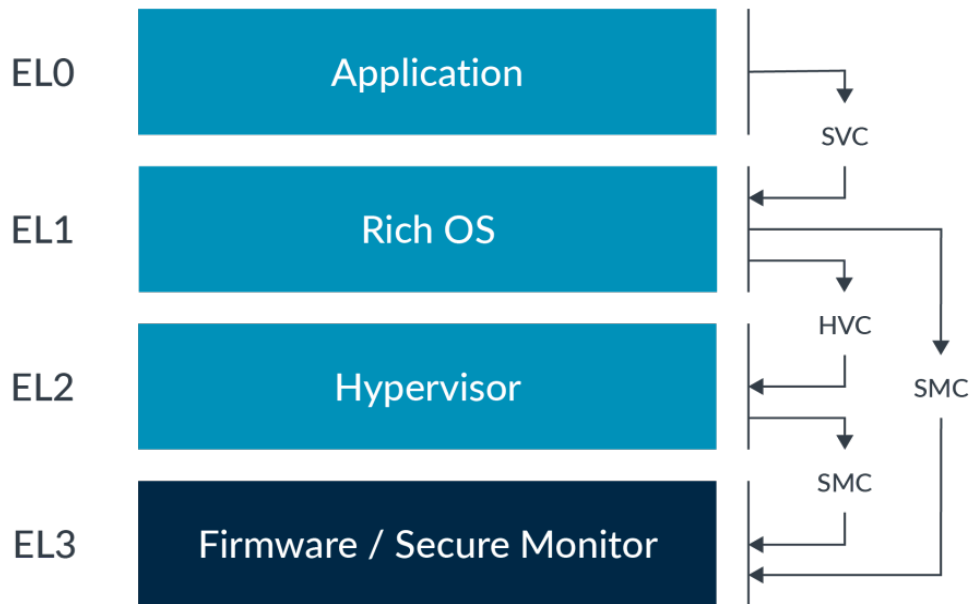 EL0
Application
SVC
EL1
Rich OS
HVC
EL2
Hypervisor
SMC
SMC
EL3
Firmware / Secure Monitor